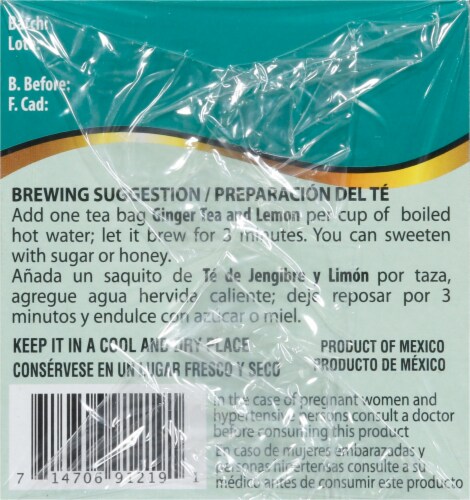 Batch:
Lote:
B. Before:
F. Cad:
BREWING SUGGESTION / PREPARACIÓN DEL TÉ
Add one tea bag Ginger Tea and Lemon per cup of boiled
hot water; let it brew for 3 minutes. You can sweeten
with sugar or honey.
Añada un saquito de Té de Jengibre y Limón por taza,
agregue agua hervida caliente; deje reposar por 3
minutos y endulce con azúcar o miel.
KEEP IT IN A COOL AND DRY PLACE
CONSÉRVESE EN UN LUGAR FRESCO Y SECO
PRODUCT OF MEXICO
PRODUCTO DE MÉXICO
In the case of pregnant women and
hypertensive persons consult a doctor
before consuming this product
En caso de mujeres embarazadas y
personas hipertensas consulte a su
médico antes de consumir este producto
7 14706 91219 1